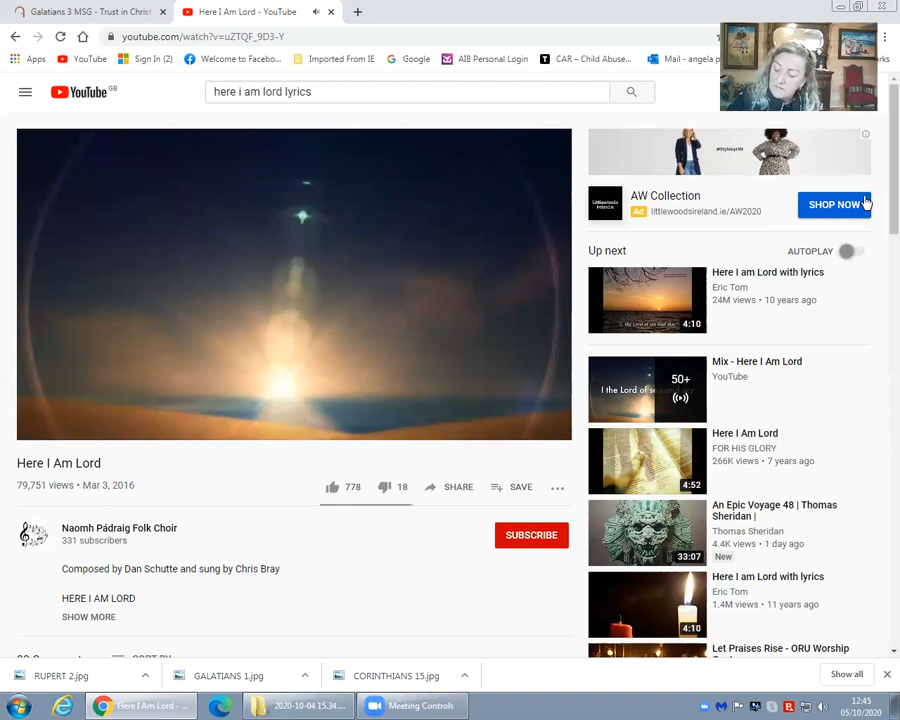 Galatians 3 MSG - Trust in Christ
Here I Am Lord - YouTube
youtube.com/watch?v=uZTQF_9D3-Y
Apps
YouTube
Sign In (2)
Welcome to Facebo...
Imported From IE
Google
AIB Personal Login
CAR – Child Abuse...
Mail - angela p
YouTube GB
here i am lord lyrics
AW Collection
Ad littlewoodsireland.ie/AW2020
SHOP NOW
Up next
AUTOPLAY
Here I am Lord with lyrics
Eric Tom
24M views • 10 years ago
4:10
Mix - Here I Am Lord
YouTube
50+
I the Lord of sea and sky
Here I Am Lord
FOR HIS GLORY
266K views • 7 years ago
4:52
An Epic Voyage 48 | Thomas
Sheridan |
Thomas Sheridan
4.4K views • 1 day ago
New
33:07
Here I am Lord with lyrics
Eric Tom
1.4M views • 11 years ago
4:10
Let Praises Rise - ORU Worship
Here I Am Lord
79,751 views • Mar 3, 2016
778
18
SHARE
SAVE
Naomh Pádraig Folk Choir
331 subscribers
SUBSCRIBE
Composed by Dan Schutte and sung by Chris Bray
HERE I AM LORD
SHOW MORE
RUPERT 2.jpg
GALATIANS 1.jpg
CORINTHIANS 15.jpg
Show all
Here I Am Lord - ...
2020-10-04 15.34....
Meeting Controls
12:45
05/10/2020